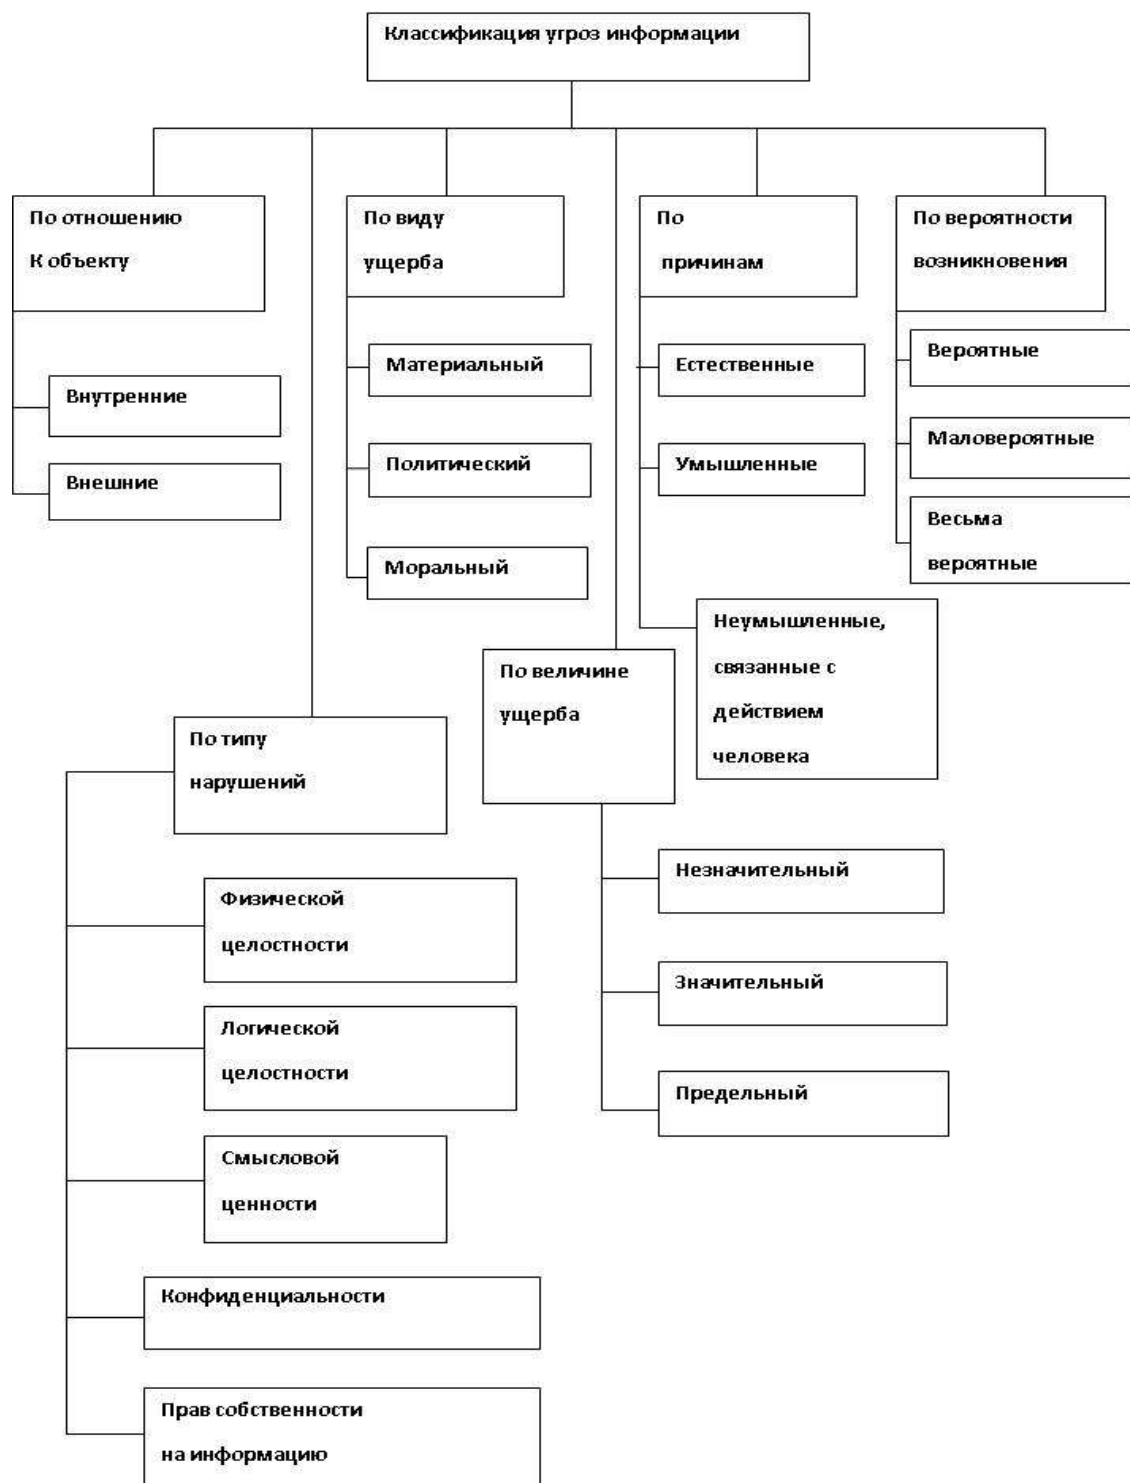 Классификация угроз информации
По отношению
К объекту
Внутренние
Внешние
По типу
нарушений
Физической
целостности
Логической
целостности
Смысловой
ценности
Конфиденциальности
Прав собственности
на информацию
По виду
ущерба
Материальный
Политический
Моральный
По величине
ущерба
Незначительный
Значительный
Предельный
По
причинам
Естественные
Умышленные
Неумышленные,
связанные с
действием
человека
По вероятности
возникновения
Вероятные
Маловероятные
Весьма
вероятные